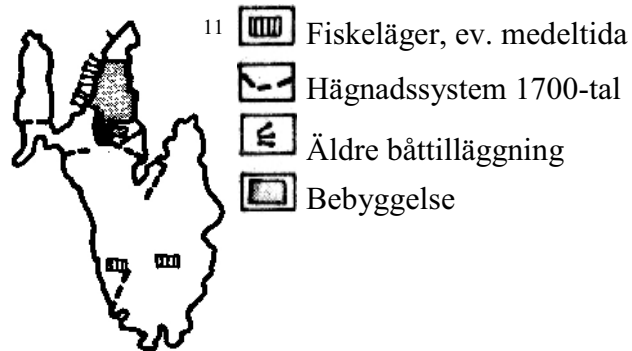 11 Fiskeläger, ev. medeltida
Hägnadssystem 1700-tal
Äldre båttilläggning
Bebyggelse